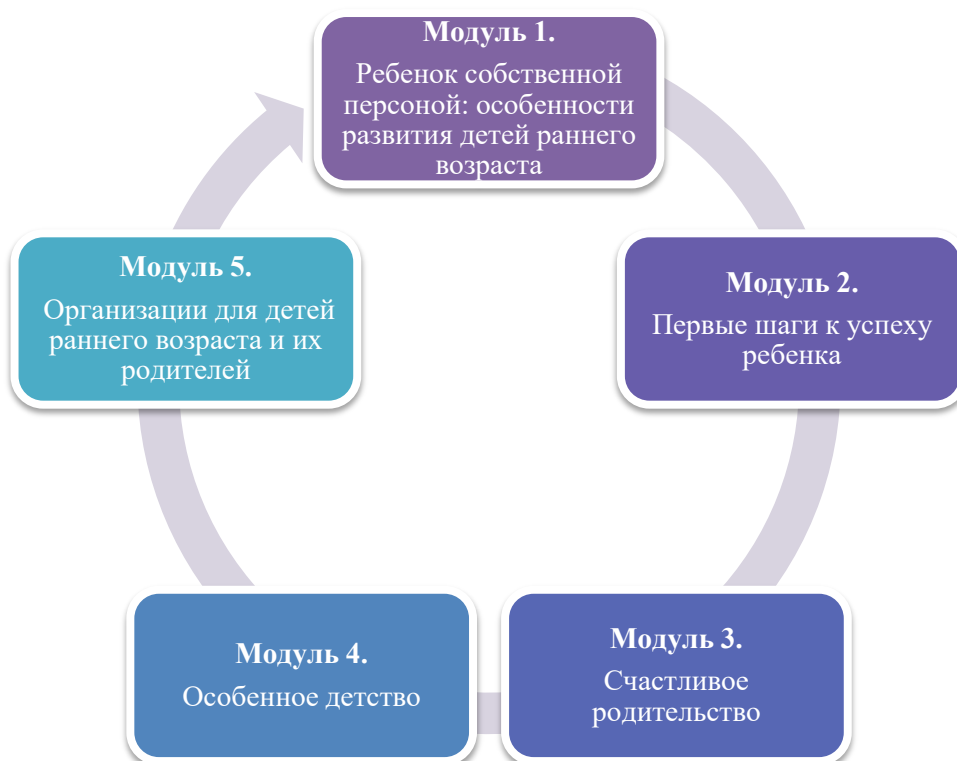 Модуль 1.
Ребенок собственной
персоной: особенности
развития детей раннего
возраста
Модуль 2.
Первые шаги к успеху
ребенка
Модуль 3.
Счастливое
родительство
Модуль 4.
Особенное детство
Модуль 5.
Организации для детей
раннего возраста и их
родителей